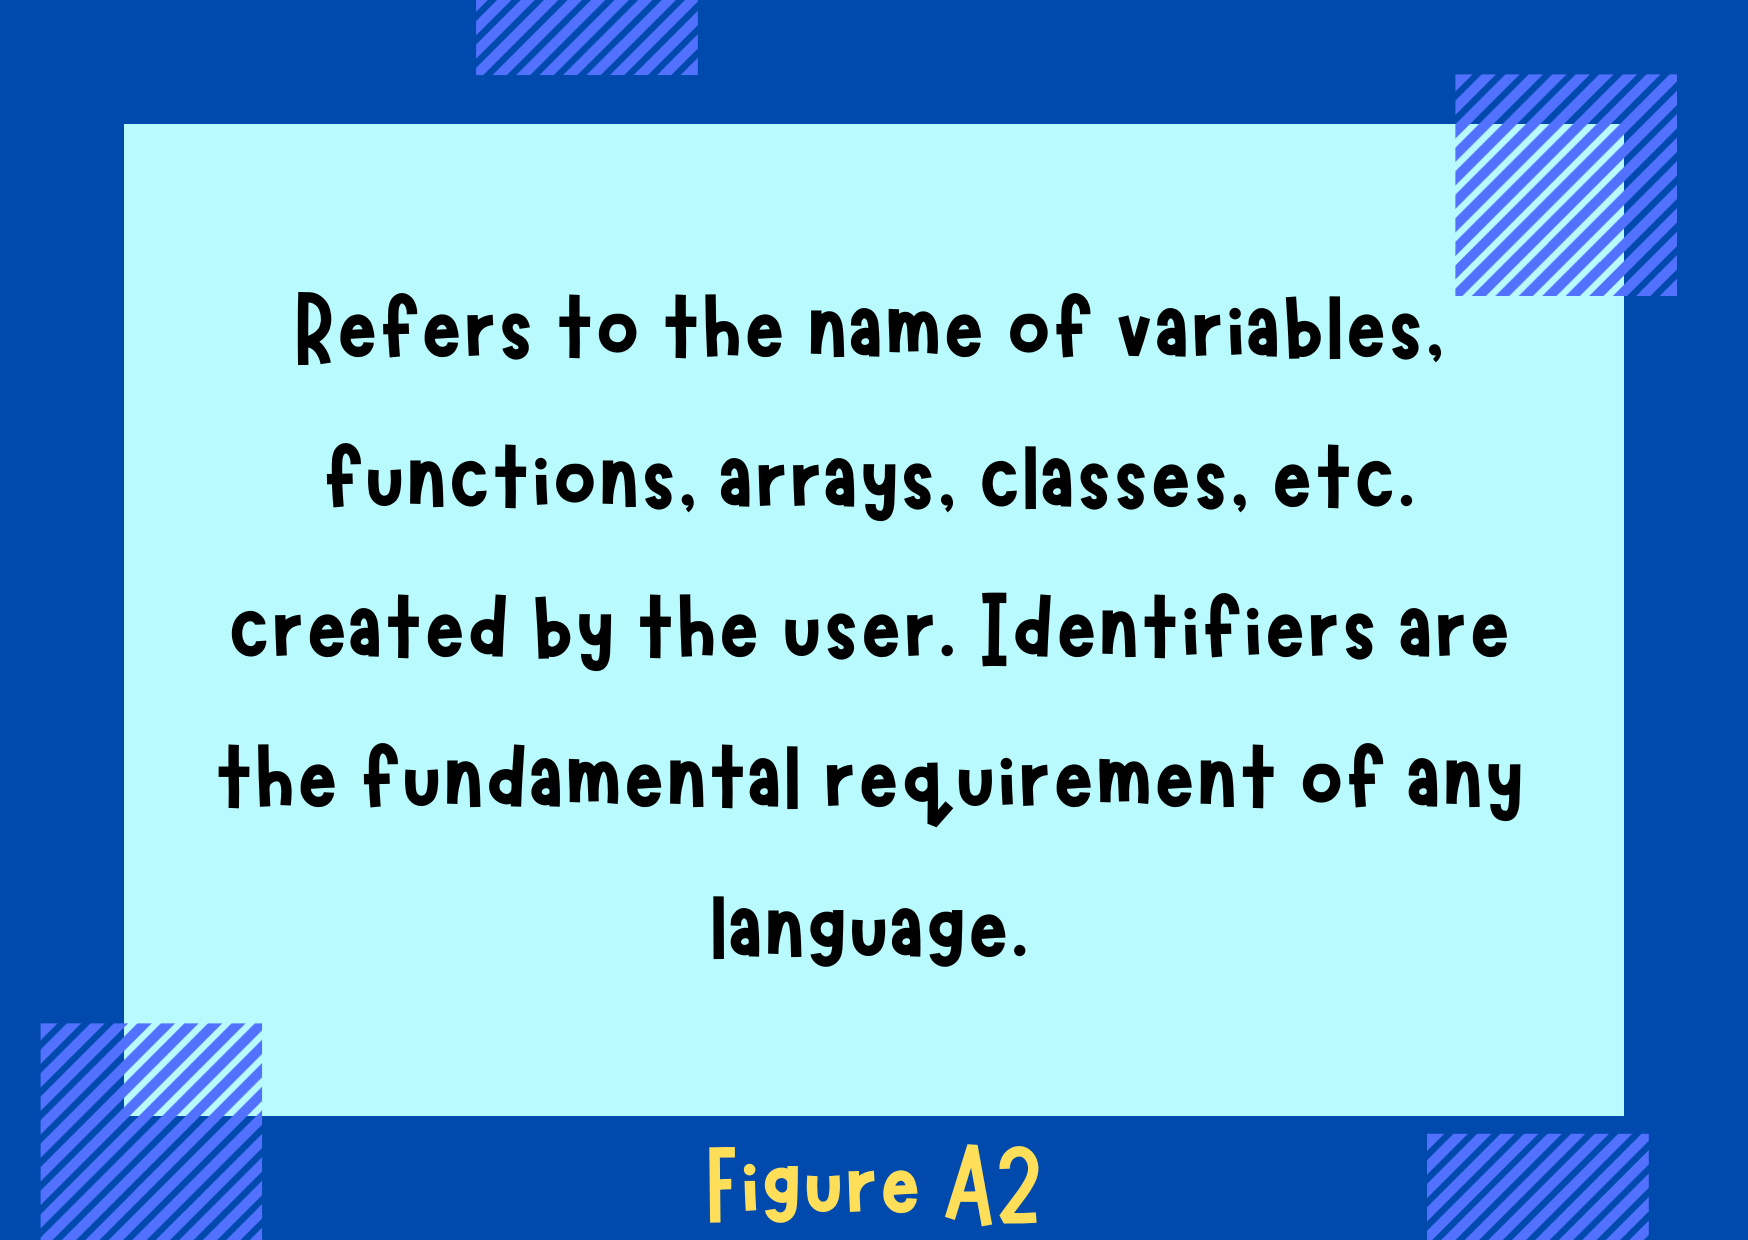 Refers to the name of variables,
functions, arrays, classes, etc.
created by the user. Identifiers are
the fundamental requirement of any
language.
Figure A2